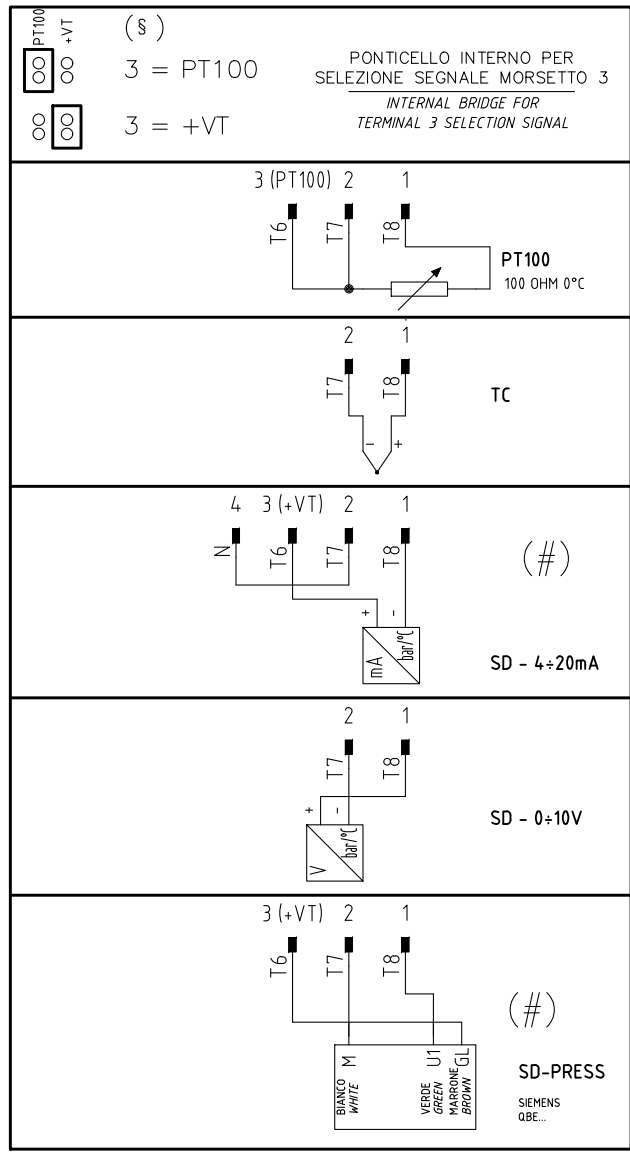 PT100
+VT
(§)
3 = PT100
3 = +VT
PONTICELLO INTERNO PER
SELEZIONE SEGNALE MORSETTO 3
INTERNAL BRIDGE FOR
TERMINAL 3 SELECTION SIGNAL
3 (PT100) 2 1
T6 T7 T8
PT100
100 OHM 0°C
2 1
T7 T8
TC
- +
4 3 (+VT) 2 1
N T6 T7 T8
(#)
+ -
mA bar/°C
SD - 4÷20mA
2 1
T7 T8
+ -
V bar/°C
SD - 0÷10V
3 (+VT) 2 1
T6 T7 T8
(#)
M U1 GL
BIANCO
WHITE
VERDE
GREEN
MARRONE
BROWN
SD-PRESS
SIEMENS
QBE...